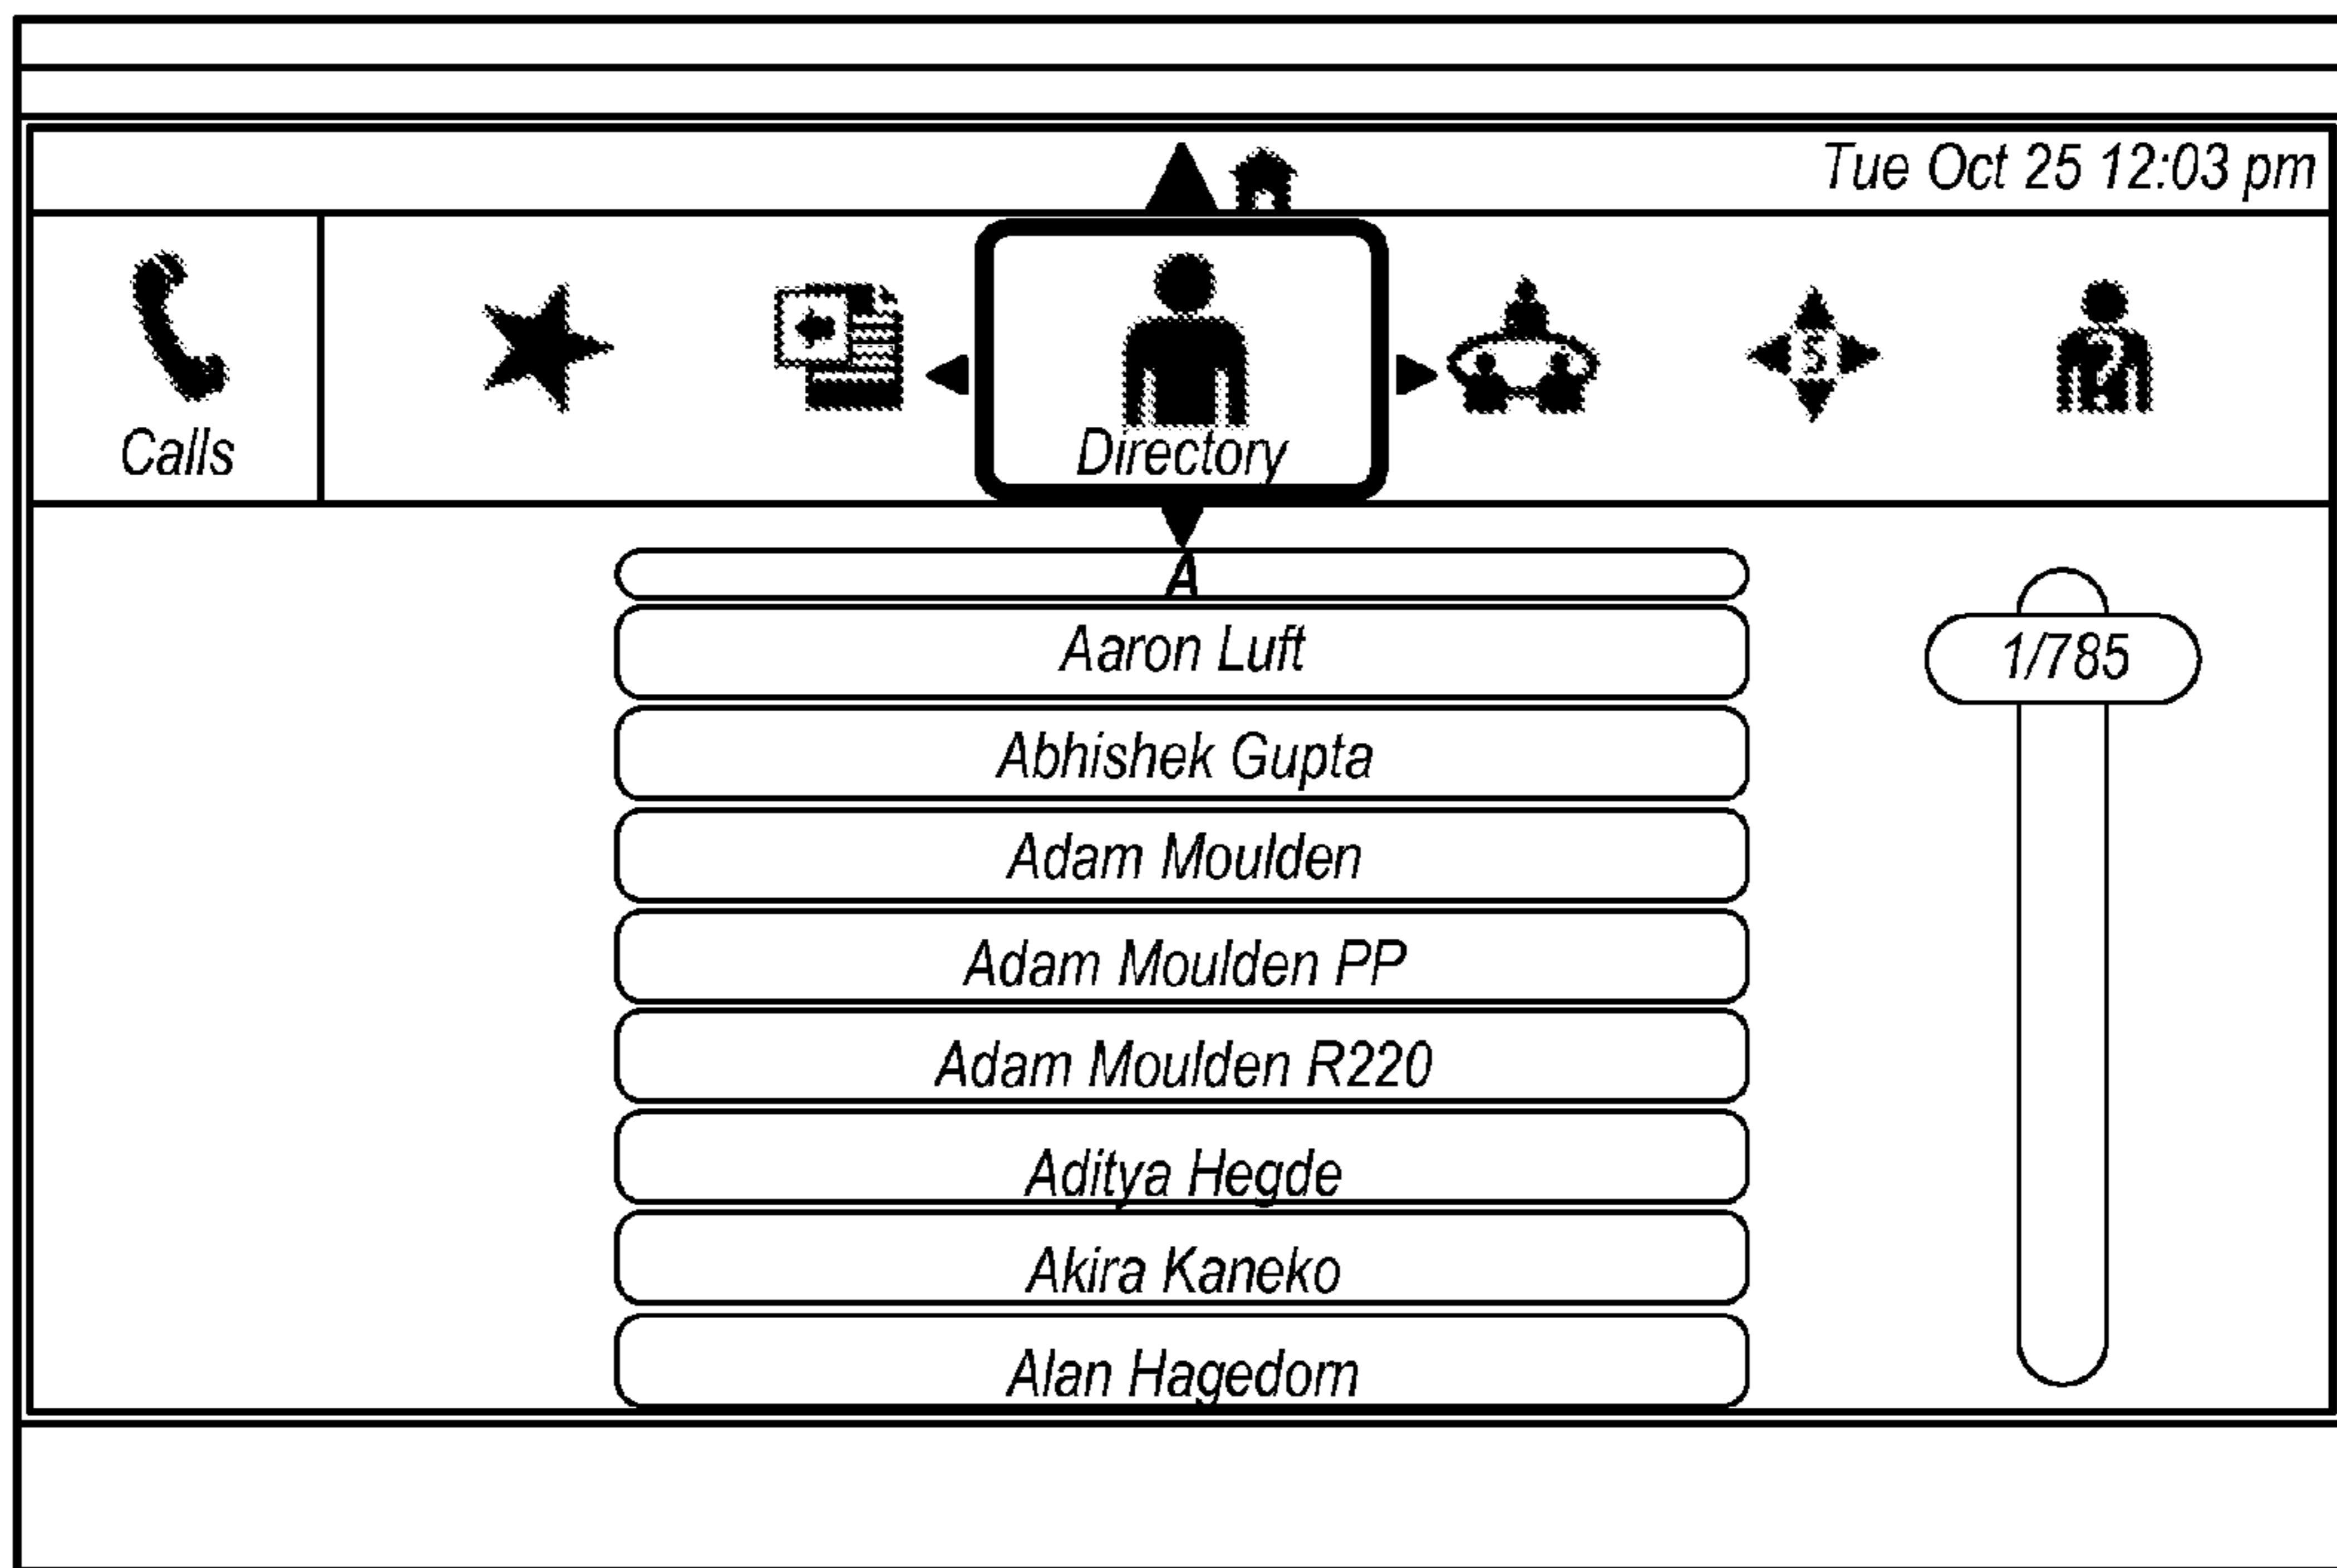 Tue Oct 25 12:03 pm
Calls
Directory
A
Aaron Luft
1/785
Abhishek Gupta
Adam Moulden
Adam Moulden PP
Adam Moulden R220
Aditya Hegde
Akira Kaneko
Alan Hagedorn